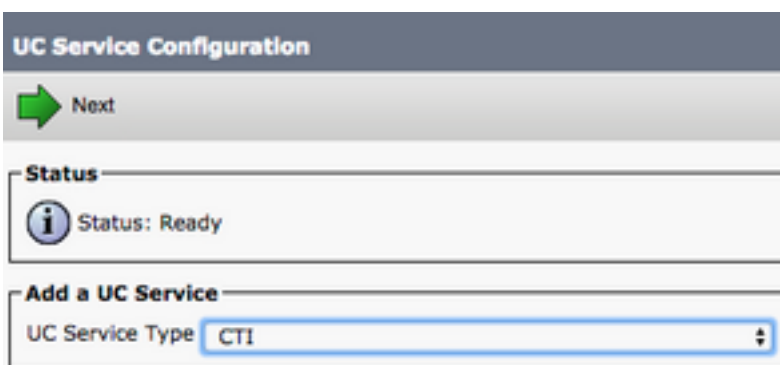 UC Service Configuration
Next
Status
Status: Ready
Add a UC Service
UC Service Type CTI